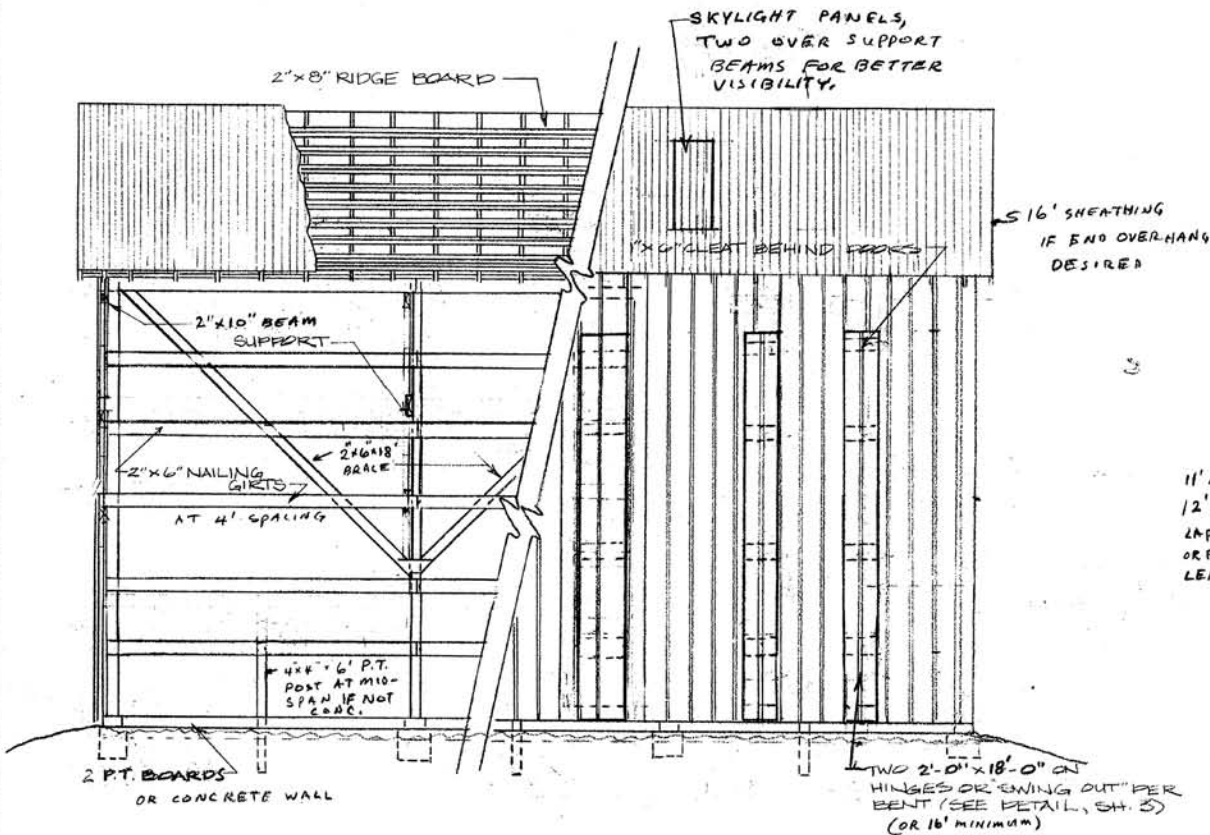 SKYLIGHT PANELS,
TWO OVER SUPPORT
BEAMS FOR BETTER
VISIBILITY.
2"x8" RIDGE BOARD
16' SHEATHING
IF END OVERHANG
DESIRED
1"x6" CLEAT BEHIND DOORS
2"x10" BEAM
SUPPORT
2"x6"x18'
BRACE
2"x6" NAILING
GIRTS
AT 4' SPACING
11'
12'
4"x4" x 6' P.T.
POST AT MID-
SPAN IF NOT
CONC.
2 P.T. BOARDS
OR CONCRETE WALL
TWO 2'-0" x 18'-0" ON
HINGES OR "SWING OUT" PER
BENT (SEE DETAIL, SH. 3)
(OR 16' MINIMUM)